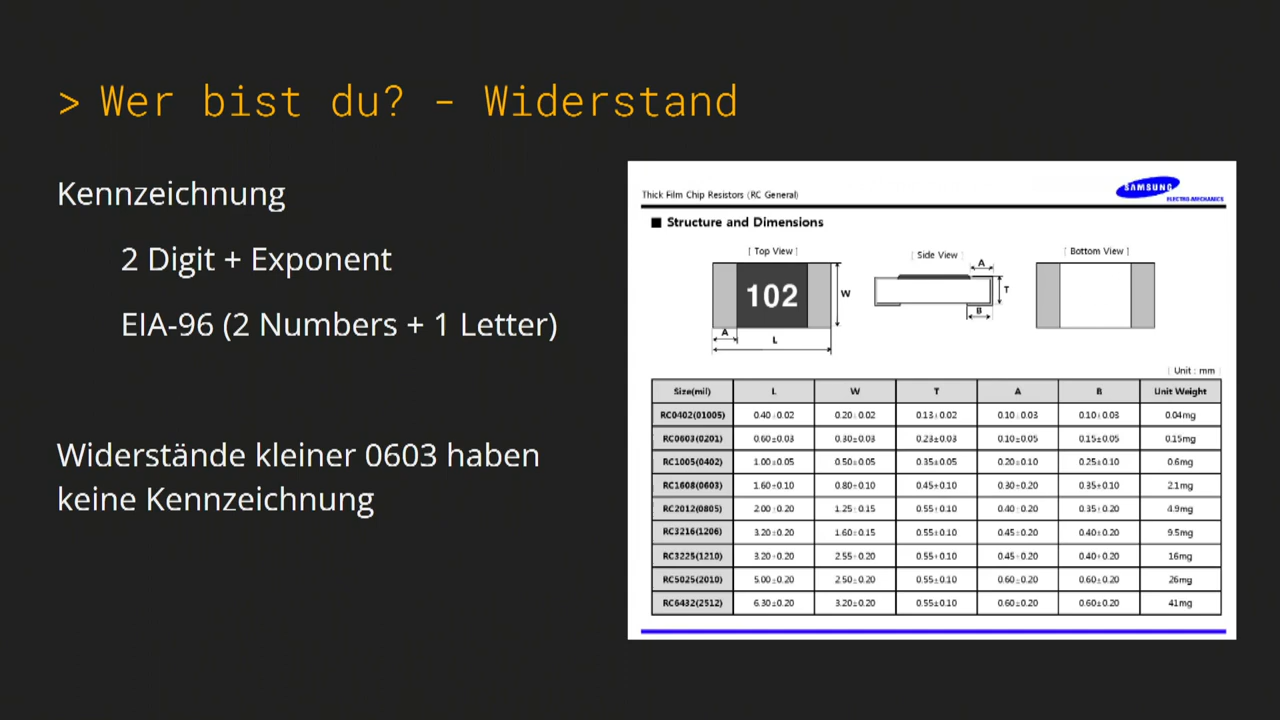 > Wer bist du? - Widerstand
Kennzeichnung
2 Digit + Exponent
EIA-96 (2 Numbers + 1 Letter)
Widerstände kleiner 0603 haben
keine Kennzeichnung
Thick Film Chip Resistors (RC General)
SAMSUNG
ELECTRO-MECHANICS
■ Structure and Dimensions
[ Top View ]
[ Side View ]
[ Bottom View ]
102
W
A
L
A
T
B
[ Unit : mm ]
Size(mil) L W T A B Unit Weight
RC0402(01005) 0.40±0.02 0.20±0.02 0.13±0.02 0.10±0.03 0.10±0.03 0.04mg
RC0603(0201) 0.60±0.03 0.30±0.03 0.23±0.03 0.10±0.05 0.15±0.05 0.15mg
RC1005(0402) 1.00±0.05 0.50±0.05 0.35±0.05 0.20±0.10 0.25±0.10 0.6mg
RC1608(0603) 1.60±0.10 0.80±0.10 0.45±0.10 0.30±0.20 0.35±0.10 2.1mg
RC2012(0805) 2.00±0.20 1.25±0.15 0.55±0.10 0.40±0.20 0.35±0.20 4.9mg
RC3216(1206) 3.20±0.20 1.60±0.15 0.55±0.10 0.45±0.20 0.40±0.20 9.5mg
RC3225(1210) 3.20±0.20 2.55±0.20 0.55±0.10 0.45±0.20 0.40±0.20 16mg
RC5025(2010) 5.00±0.20 2.50±0.20 0.55±0.10 0.60±0.20 0.60±0.20 26mg
RC6432(2512) 6.30±0.20 3.20±0.20 0.55±0.10 0.60±0.20 0.60±0.20 41mg